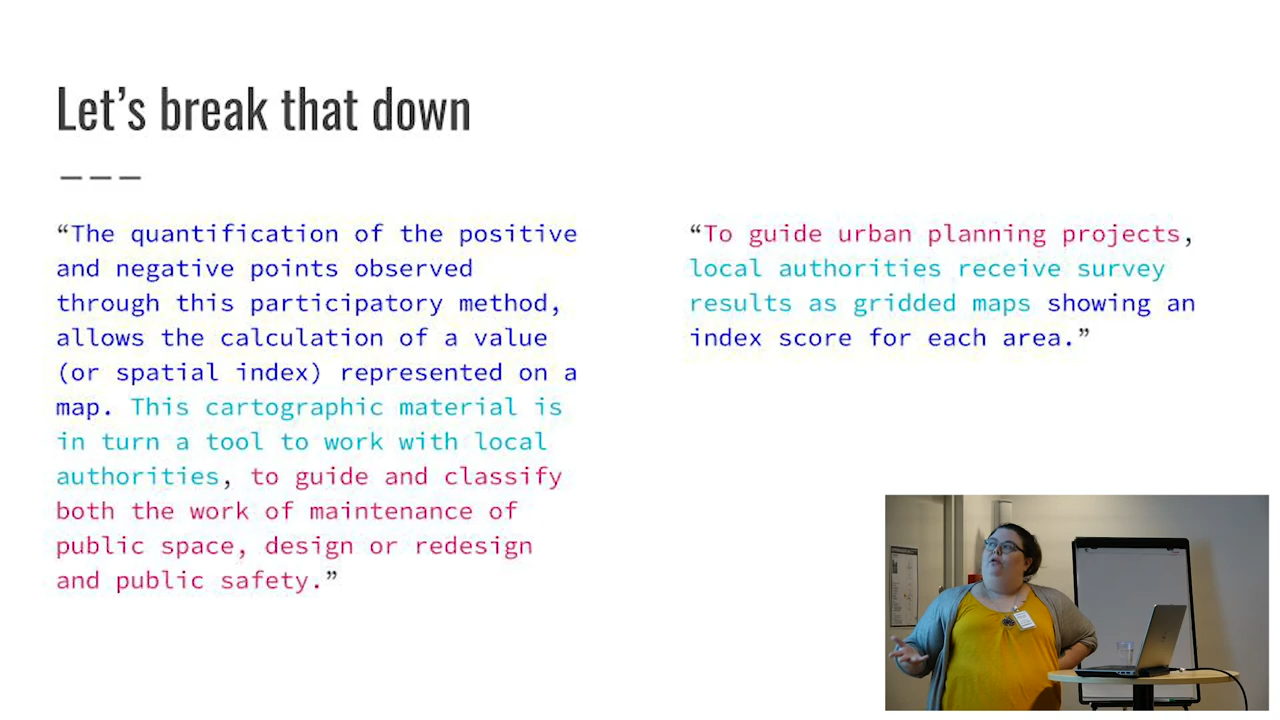 Let’s break that down
“The quantification of the positive
and negative points observed
through this participatory method,
allows the calculation of a value
(or spatial index) represented on a
map. This cartographic material is
in turn a tool to work with local
authorities, to guide and classify
both the work of maintenance of
public space, design or redesign
and public safety.”
“To guide urban planning projects,
local authorities receive survey
results as gridded maps showing an
index score for each area.”